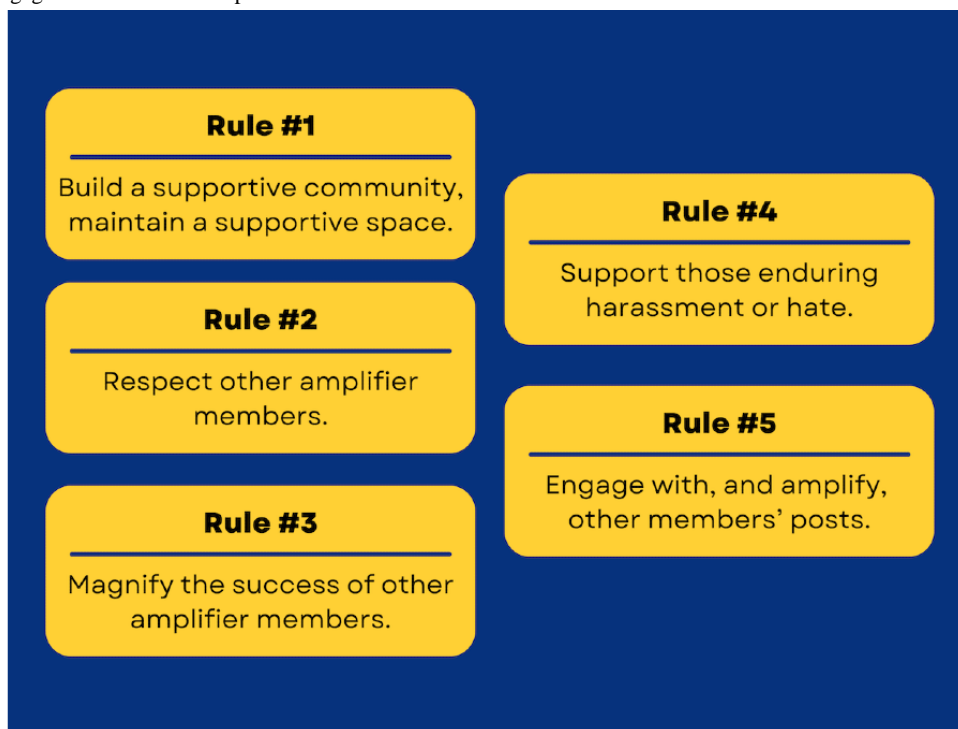 Rule #1
Build a supportive community,
maintain a supportive space.
Rule #2
Respect other amplifier
members.
Rule #3
Magnify the success of other
amplifier members.
Rule #4
Support those enduring
harassment or hate.
Rule #5
Engage with, and amplify,
other members’ posts.